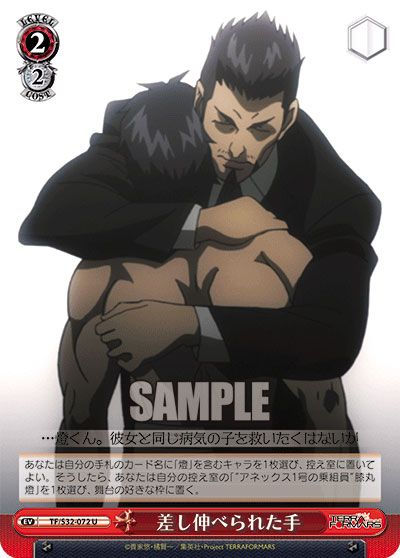 LEVEL
2
2
COST
SAMPLE
…燈くん。彼女と同じ病気の子を救いたくはないか
あなたは自分の手札のカード名に「燈」を含むキャラを1枚選び、控え室に置いて
よい。そうしたら、あなたは自分の控え室の「“アネックス1号の乗組員”膝丸
燈」を1枚選び、舞台の好きな枠に置く。
EV
TF/S32-072 U
差し伸べられた手
TERRA FORMARS
©貴家悠・橘賢一／集英社・Project TERRAFORMARS